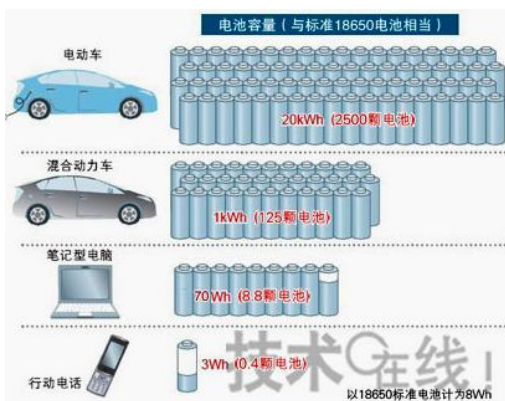 电池容量（与标准18650电池相当）
电动车
20kWh (2500颗电池)
混合动力车
1kWh (125颗电池)
笔记型电脑
70Wh (8.8颗电池)
行动电话
3Wh (0.4颗电池)
技术在线!
以18650标准电池计为8Wh